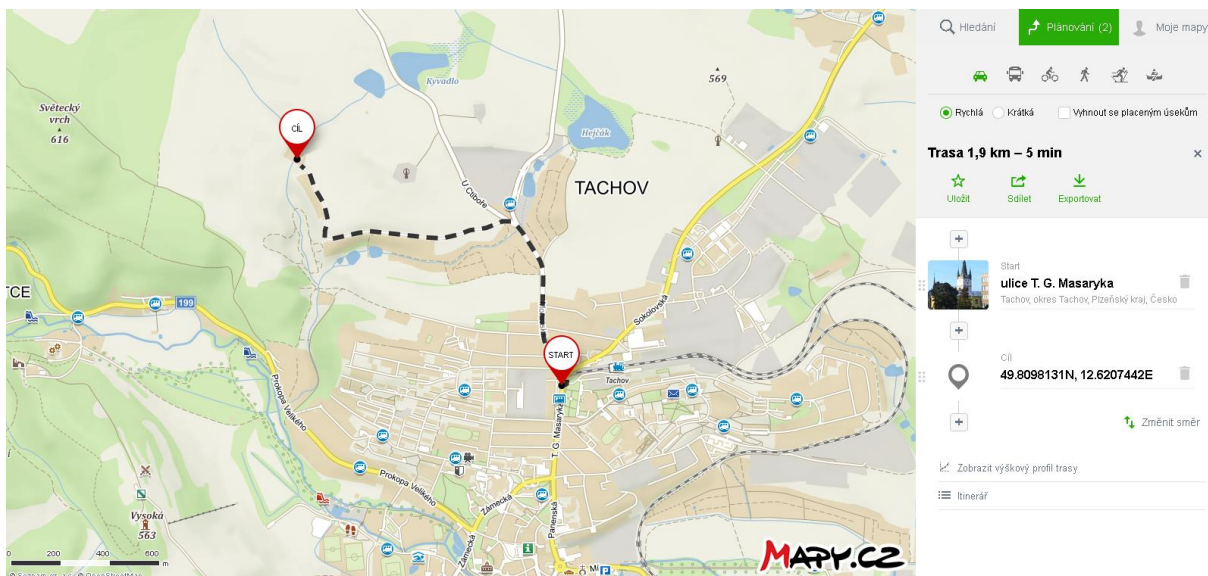 Hledání
Plánování (2)
Moje mapy
Rychlá
Krátká
Vyhnout se placeným úsekům
Trasa 1,9 km – 5 min
×
Uložit
Sdílet
Exportovat
+
Start
ulice T. G. Masaryka
Tachov, okres Tachov, Plzeňský kraj, Česko
+
Cíl
49.8098131N, 12.6207442E
+
Změnit směr
Zobrazit výškový profil trasy
Itinerář
Kyvadlo
569
Světecký
vrch
616
CÍL
Hejčák
TACHOV
U Ctiboře
CE
199
Sokolovská
START
Tachov
Prokopa Velikého
T. G. Masaryka
Prokopa Velikého
Zámecká
Panenská
Zámecká
Vysoká
563
P
0 200 400 600
m
MAPY.CZ